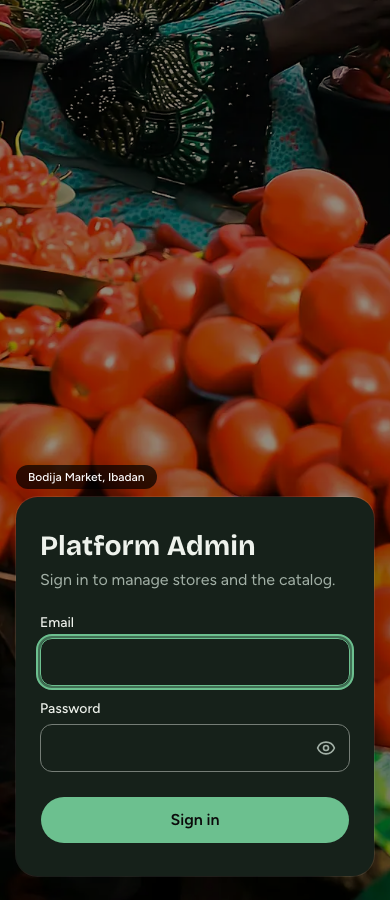 Bodija Market, Ibadan
Platform Admin
Sign in to manage stores and the catalog.
Email
Password
Sign in